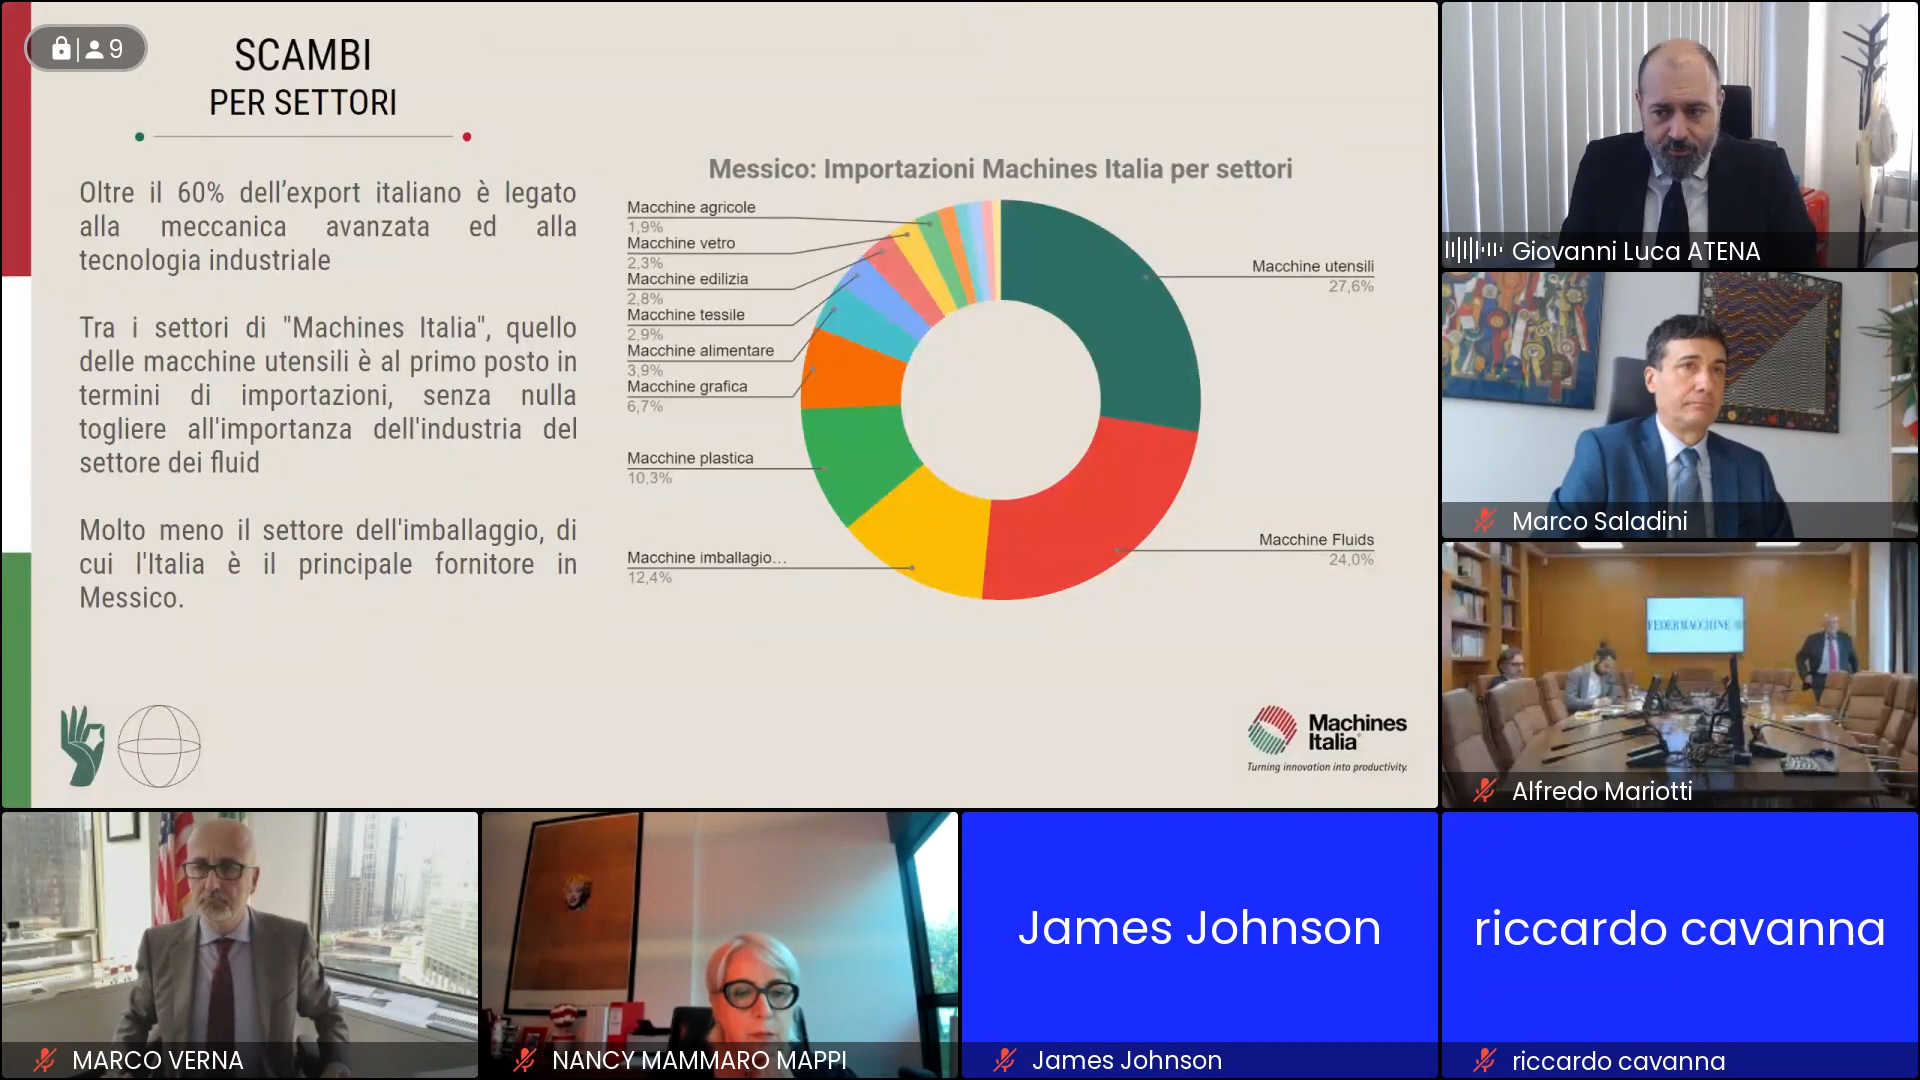 9
SCAMBI
PER SETTORI
Oltre il 60% dell’export italiano è legato
alla meccanica avanzata ed alla
tecnologia industriale
Tra i settori di "Machines Italia", quello
delle macchine utensili è al primo posto in
termini di importazioni, senza nulla
togliere all'importanza dell'industria del
settore dei fluid
Molto meno il settore dell'imballaggio, di
cui l'Italia è il principale fornitore in
Messico.
Messico: Importazioni Machines Italia per settori
Macchine agricole
1,9%
Macchine vetro
2,3%
Macchine edilizia
2,8%
Macchine tessile
2,9%
Macchine alimentare
3,9%
Macchine grafica
6,7%
Macchine plastica
10,3%
Macchine imballagio…
12,4%
Macchine utensili
27,6%
Macchine Fluids
24,0%
Machines
Italia
Turning innovation into productivity.
Giovanni Luca ATENA
Marco Saladini
FEDERMACCHINE
Alfredo Mariotti
MARCO VERNA
NANCY MAMMARO MAPPI
James Johnson
James Johnson
riccardo cavanna
riccardo cavanna